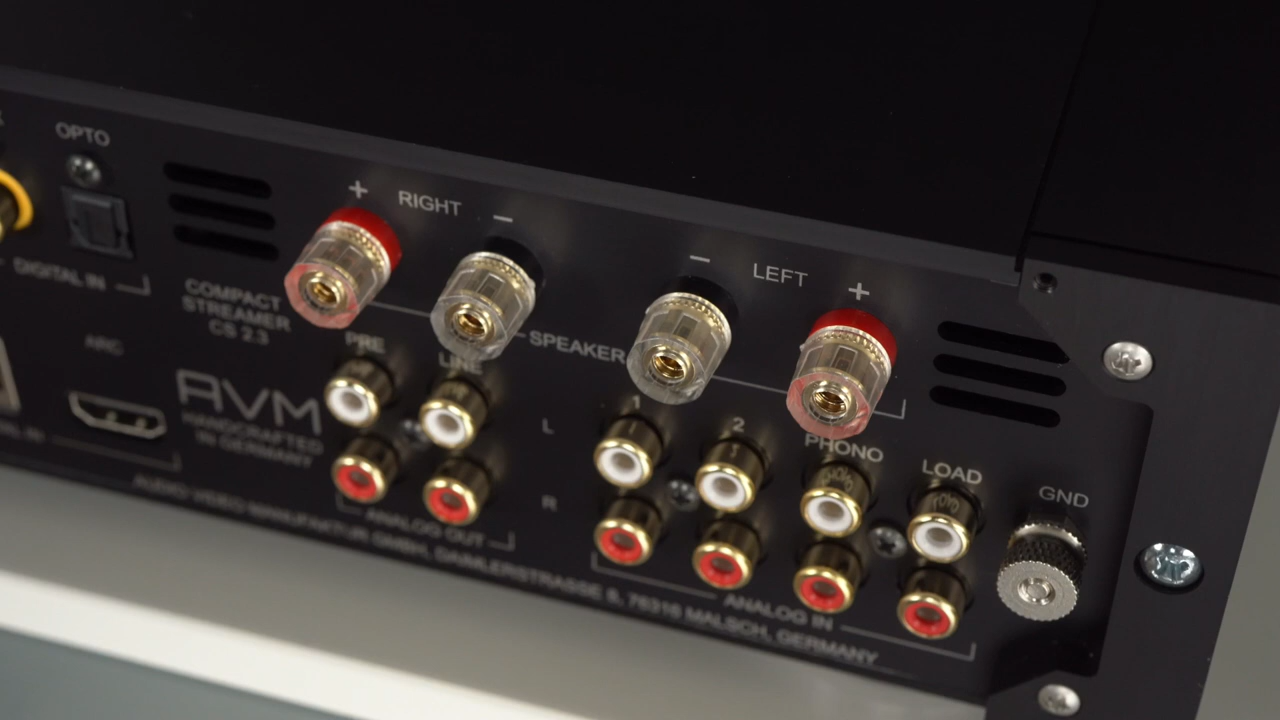 OPTO
+ RIGHT −
− LEFT +
DIGITAL IN
COMPACT
STREAMER
CS 2.3
SPEAKER
ARC
PRE
LINE
AVM
HANDCRAFTED
IN GERMANY
1
2
PHONO
LOAD
GND
L
R
ANALOG OUT
ANALOG IN
AUDIO VIDEO MANUFAKTUR GMBH, DAIMLERSTRASSE 8, 76316 MALSCH, GERMANY